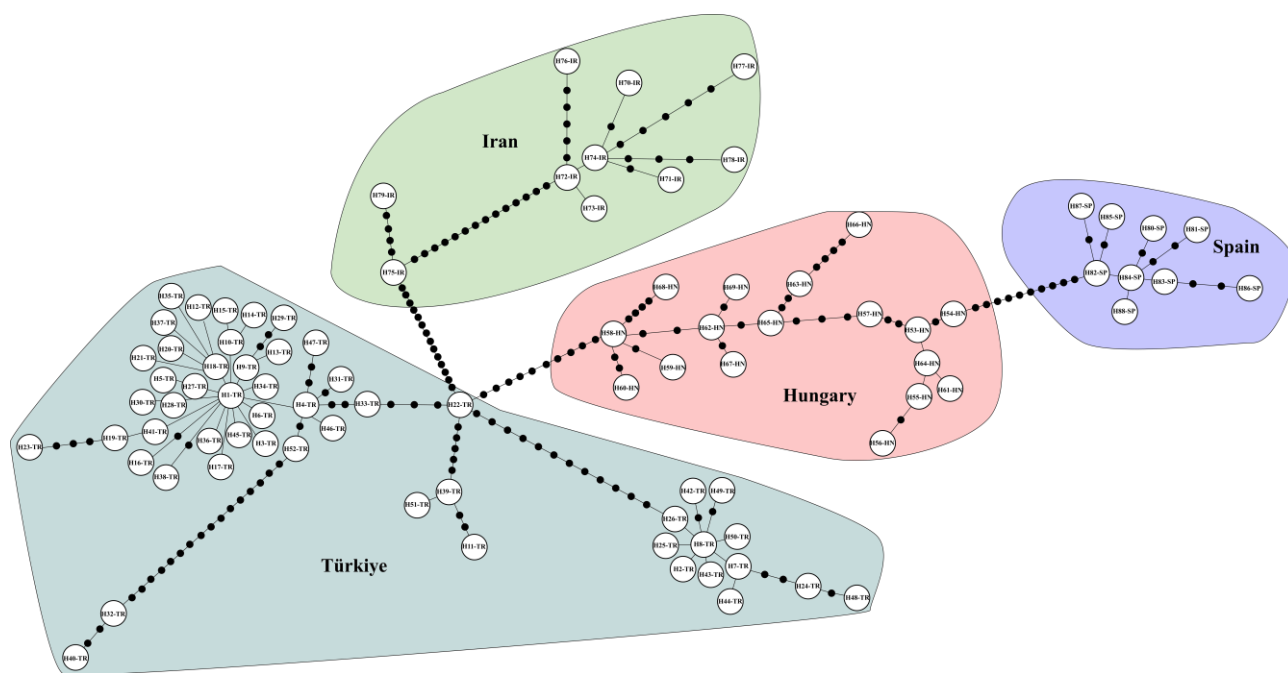 H76-IR
H77-IR
H70-IR
Iran
H74-IR
H78-IR
H72-IR
H71-IR
H79-IR
H73-IR
H75-IR
H87-SP
H85-SP
H80-SP
H81-SP
Spain
H82-SP
H84-SP
H83-SP
H86-SP
H88-SP
H66-HN
H68-HN
H69-HN
H63-HN
H58-HN
H62-HN
H65-HN
H57-HN
H53-HN
H54-HN
H59-HN
H67-HN
H64-HN
H60-HN
H61-HN
H55-HN
Hungary
H56-HN
H35-TR
H12-TR
H15-TR
H14-TR
H29-TR
H37-TR
H10-TR
H47-TR
H20-TR
H13-TR
H21-TR
H18-TR
H9-TR
H5-TR
H27-TR
H34-TR
H31-TR
H30-TR
H28-TR
H1-TR
H4-TR
H33-TR
H22-TR
H6-TR
H46-TR
H23-TR
H19-TR
H41-TR
H36-TR
H45-TR
H3-TR
H52-TR
H16-TR
H17-TR
H38-TR
H39-TR
H51-TR
H11-TR
H42-TR
H49-TR
H26-TR
H50-TR
H25-TR
H8-TR
H2-TR
H43-TR
H7-TR
H24-TR
H44-TR
H48-TR
Türkiye
H32-TR
H40-TR